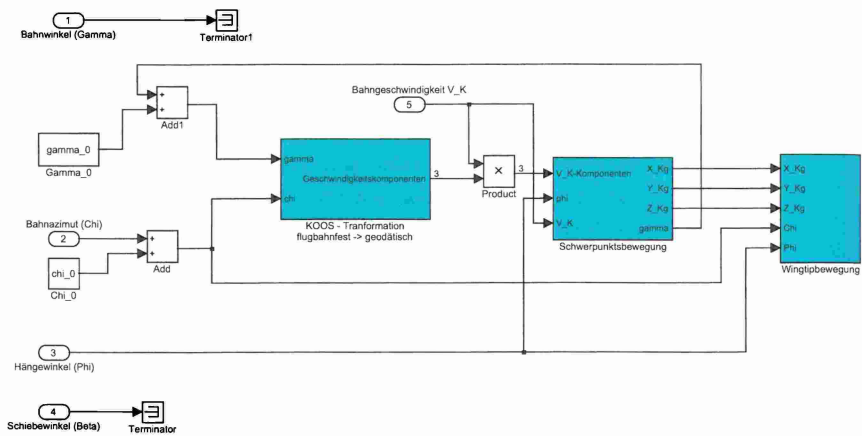 1
Bahnwinkel (Gamma)
Terminator1
Bahngeschwindigkeit V_K
5
+
+
Add1
gamma_0
Gamma_0
gamma
Geschwindigkeitskomponenten
chi
3
KOOS - Tranformation
flugbahnfest -> geodätisch
×
Product
3
V_K-Komponenten
phi
V_K
X_Kg
Y_Kg
Z_Kg
gamma
Schwerpunktsbewegung
X_Kg
Y_Kg
Z_Kg
Chi
Phi
Wingtipbewegung
Bahnazimut (Chi)
2
+
+
Add
chi_0
Chi_0
3
Hängewinkel (Phi)
4
Schiebewinkel (Beta)
Terminator